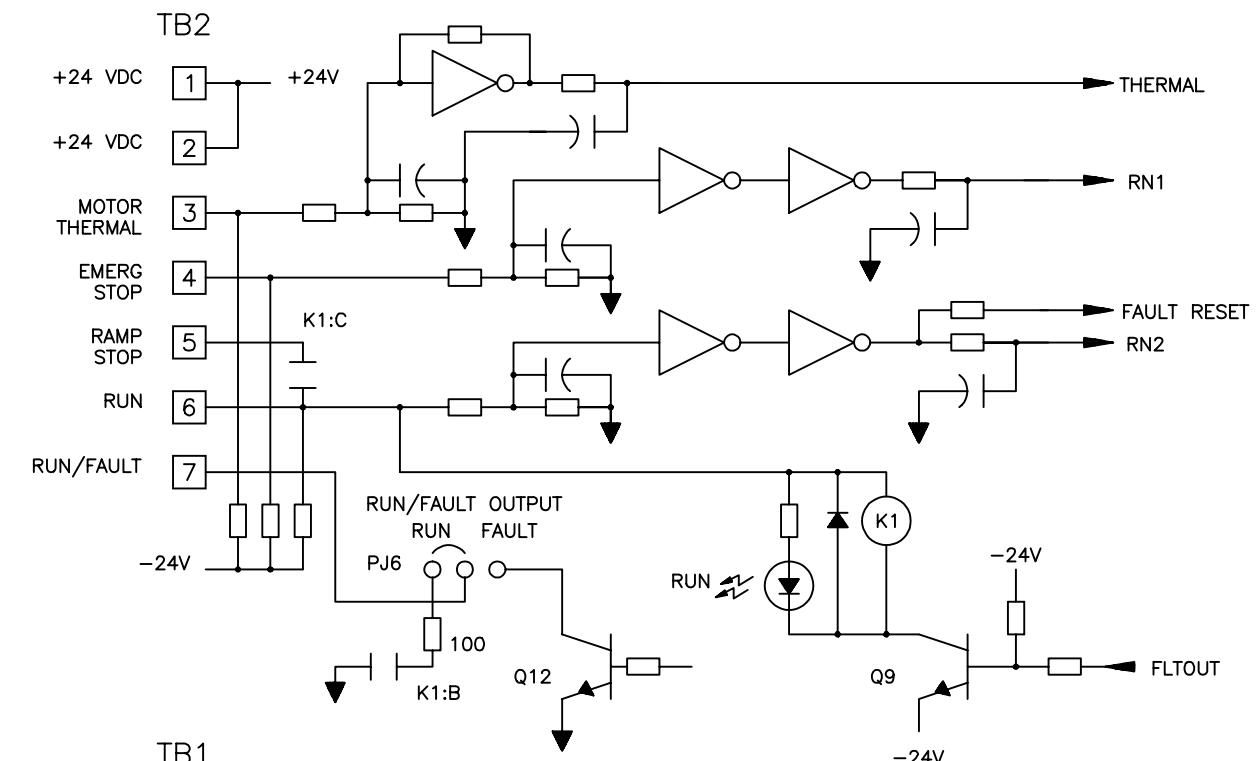 TB2
+24 VDC 1 +24V
THERMAL
+24 VDC 2
MOTOR
THERMAL
3
RN1
EMERG
STOP
4
K1:C
FAULT RESET
RAMP
STOP
5
RN2
RUN 6
RUN/FAULT 7
RUN/FAULT OUTPUT
RUN FAULT
K1
-24V
PJ6
-24V
RUN
100
Q12
Q9
FLTOUT
K1:B
TB1
-24V